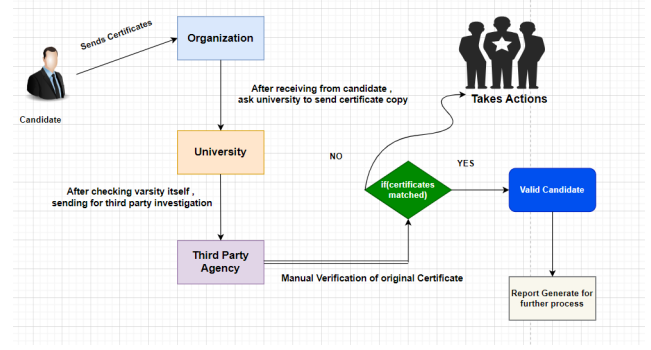 Sends Certificates
Organization
Candidate
After receiving from candidate ,
ask university to send certificate copy
Takes Actions
University
NO
YES
if(certificates
matched)
Valid Candidate
After checking varsity itself ,
sending for third party investigation
Third Party
Agency
Manual Verification of original Certificate
Report Generate for
further process